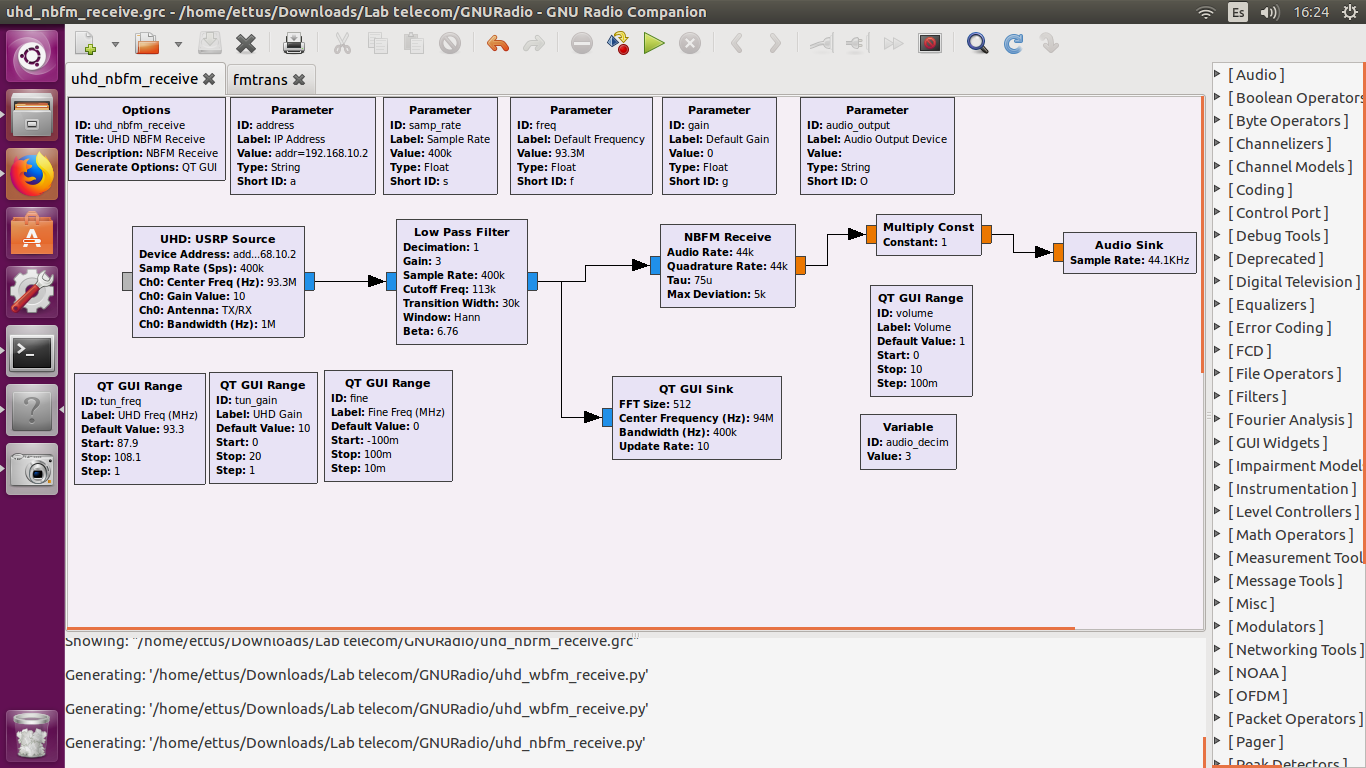 uhd_nbfm_receive.grc - /home/ettus/Downloads/Lab telecom/GNURadio - GNU Radio Companion
Es
16:24
uhd_nbfm_receive
fmtrans
Options
ID: uhd_nbfm_receive
Title: UHD NBFM Receive
Description: NBFM Receive
Generate Options: QT GUI
Parameter
ID: address
Label: IP Address
Value: addr=192.168.10.2
Type: String
Short ID: a
Parameter
ID: samp_rate
Label: Sample Rate
Value: 400k
Type: Float
Short ID: s
Parameter
ID: freq
Label: Default Frequency
Value: 93.3M
Type: Float
Short ID: f
Parameter
ID: gain
Label: Default Gain
Value: 0
Type: Float
Short ID: g
Parameter
ID: audio_output
Label: Audio Output Device
Value:
Type: String
Short ID: O
UHD: USRP Source
Device Address: add...68.10.2
Samp Rate (Sps): 400k
Ch0: Center Freq (Hz): 93.3M
Ch0: Gain Value: 10
Ch0: Antenna: TX/RX
Ch0: Bandwidth (Hz): 1M
Low Pass Filter
Decimation: 1
Gain: 3
Sample Rate: 400k
Cutoff Freq: 113k
Transition Width: 30k
Window: Hann
Beta: 6.76
NBFM Receive
Audio Rate: 44k
Quadrature Rate: 44k
Tau: 75u
Max Deviation: 5k
Multiply Const
Constant: 1
Audio Sink
Sample Rate: 44.1KHz
QT GUI Range
ID: volume
Label: Volume
Default Value: 1
Start: 0
Stop: 10
Step: 100m
QT GUI Range
ID: tun_freq
Label: UHD Freq (MHz)
Default Value: 93.3
Start: 87.9
Stop: 108.1
Step: 1
QT GUI Range
ID: tun_gain
Label: UHD Gain
Default Value: 10
Start: 0
Stop: 20
Step: 1
QT GUI Range
ID: fine
Label: Fine Freq (MHz)
Default Value: 0
Start: -100m
Stop: 100m
Step: 10m
QT GUI Sink
FFT Size: 512
Center Frequency (Hz): 94M
Bandwidth (Hz): 400k
Update Rate: 10
Variable
ID: audio_decim
Value: 3
Showing: "/home/ettus/Downloads/Lab telecom/GNURadio/uhd_nbfm_receive.grc"
Generating: '/home/ettus/Downloads/Lab telecom/GNURadio/uhd_wbfm_receive.py'
Generating: '/home/ettus/Downloads/Lab telecom/GNURadio/uhd_wbfm_receive.py'
Generating: '/home/ettus/Downloads/Lab telecom/GNURadio/uhd_nbfm_receive.py'
[ Audio ]
[ Boolean Operators
[ Byte Operators ]
[ Channelizers ]
[ Channel Models ]
[ Coding ]
[ Control Port ]
[ Debug Tools ]
[ Deprecated ]
[ Digital Television ]
[ Equalizers ]
[ Error Coding ]
[ FCD ]
[ File Operators ]
[ Filters ]
[ Fourier Analysis ]
[ GUI Widgets ]
[ Impairment Model
[ Instrumentation ]
[ Level Controllers ]
[ Math Operators ]
[ Measurement Tool
[ Message Tools ]
[ Misc ]
[ Modulators ]
[ Networking Tools ]
[ NOAA ]
[ OFDM ]
[ Packet Operators ]
[ Pager ]
[ Peak Detectors ]